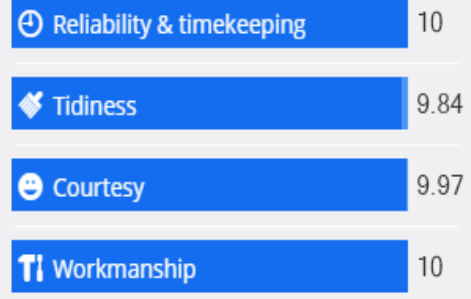 Reliability & timekeeping 10
Tidiness 9.84
Courtesy 9.97
Workmanship 10